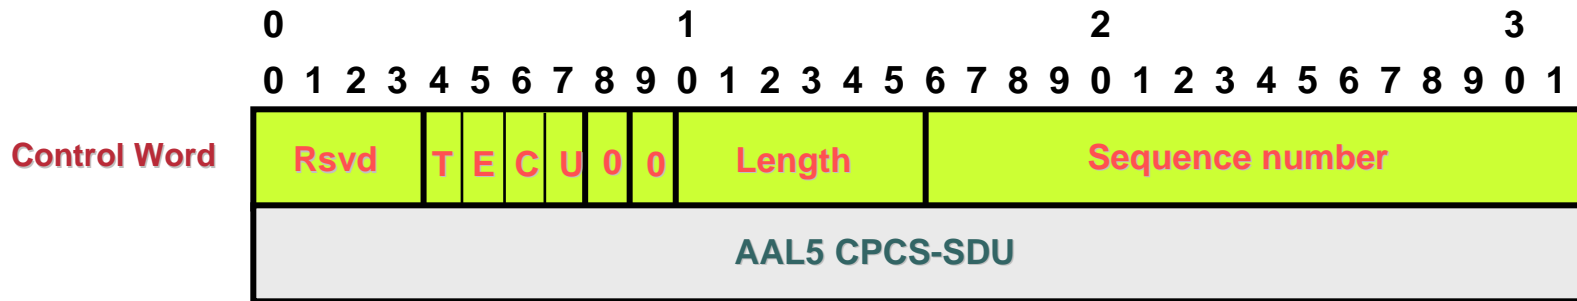 0 1 2 3
0 1 2 3 4 5 6 7 8 9 0 1 2 3 4 5 6 7 8 9 0 1 2 3 4 5 6 7 8 9 0 1
Control Word Rsvd T E C U 0 0 Length Sequence number
AAL5 CPCS-SDU